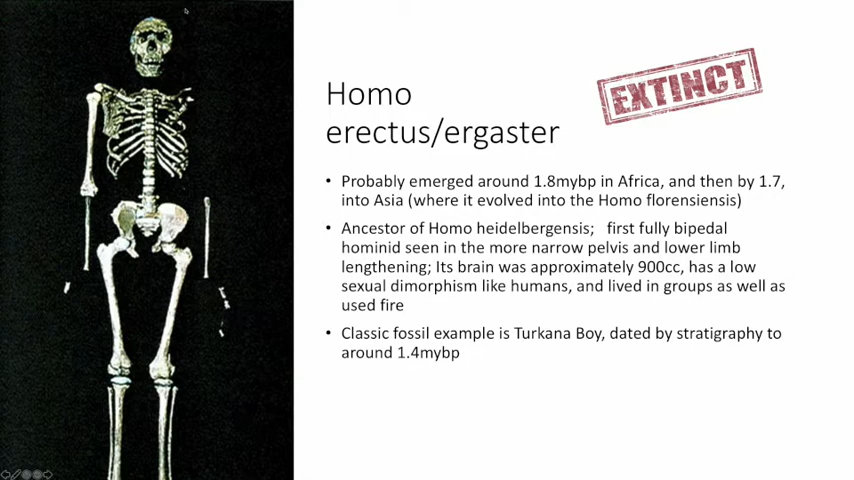 Homo
erectus/ergaster
EXTINCT
• Probably emerged around 1.8mybp in Africa, and then by 1.7,
into Asia (where it evolved into the Homo florensiensis)
• Ancestor of Homo heidelbergensis; first fully bipedal
hominid seen in the more narrow pelvis and lower limb
lengthening; Its brain was approximately 900cc, has a low
sexual dimorphism like humans, and lived in groups as well as
used fire
• Classic fossil example is Turkana Boy, dated by stratigraphy to
around 1.4mybp